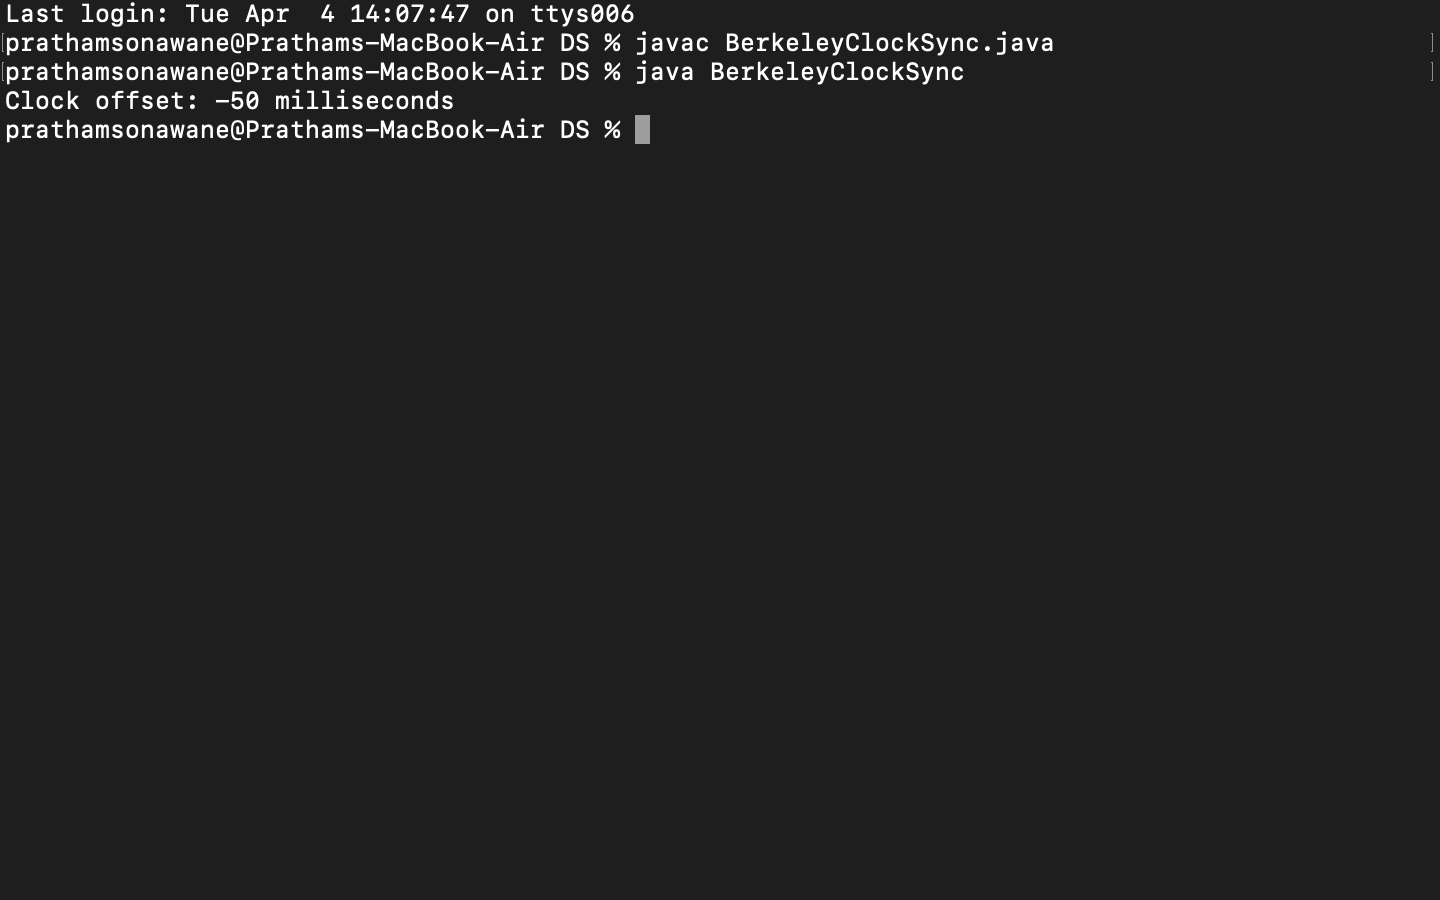 Last login: Tue Apr  4 14:07:47 on ttys006
[prathamsonawane@Prathams-MacBook-Air DS % javac BerkeleyClockSync.java ]
[prathamsonawane@Prathams-MacBook-Air DS % java BerkeleyClockSync ]
Clock offset: -50 milliseconds
prathamsonawane@Prathams-MacBook-Air DS %